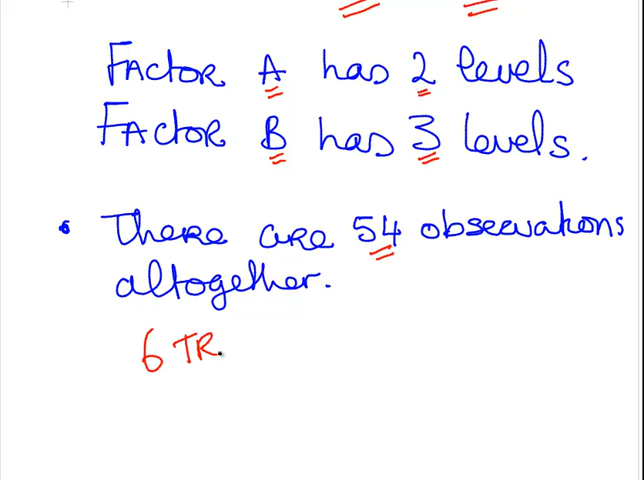 FACTOR A has 2 levels
FACTOR B has 3 levels.
• There are 54 observations
altogether.
6 TR